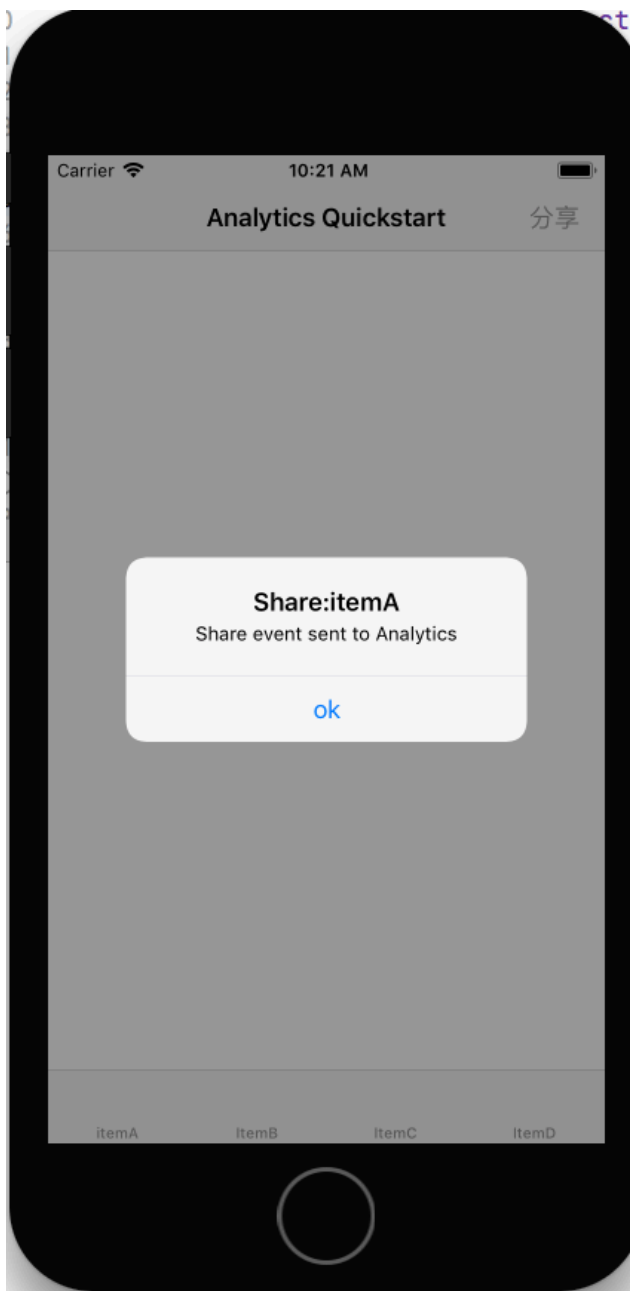 Carrier 10:21 AM
Analytics Quickstart 分享
Share:itemA
Share event sent to Analytics
ok
itemA ItemB ItemC ItemD